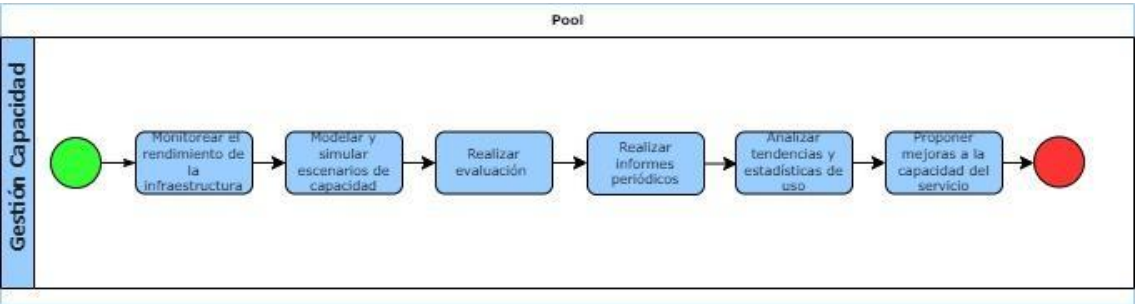 Pool
Gestión Capacidad
Monitorear el
rendimiento de
la
infraestructura
Modelar y
simular
escenarios de
capacidad
Realizar
evaluación
Realizar
informes
periódicos
Analizar
tendencias y
estadísticas de
uso
Proponer
mejoras a la
capacidad del
servicio